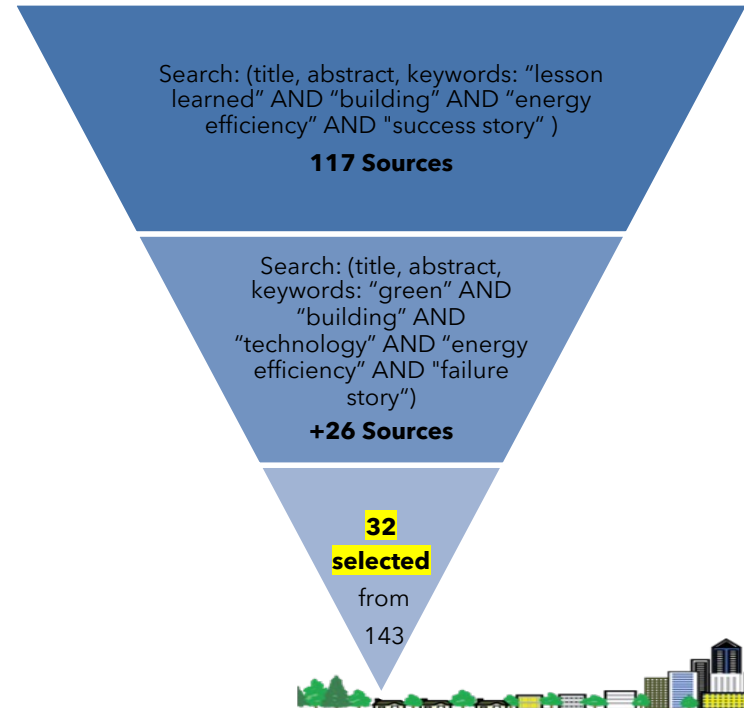 Search: (title, abstract, keywords: “lesson
learned” AND “building” AND “energy
efficiency” AND "success story“ )
117 Sources
Search: (title, abstract,
keywords: “green” AND
“building” AND
“technology” AND “energy
efficiency” AND "failure
story“)
+26 Sources
32
selected
from
143